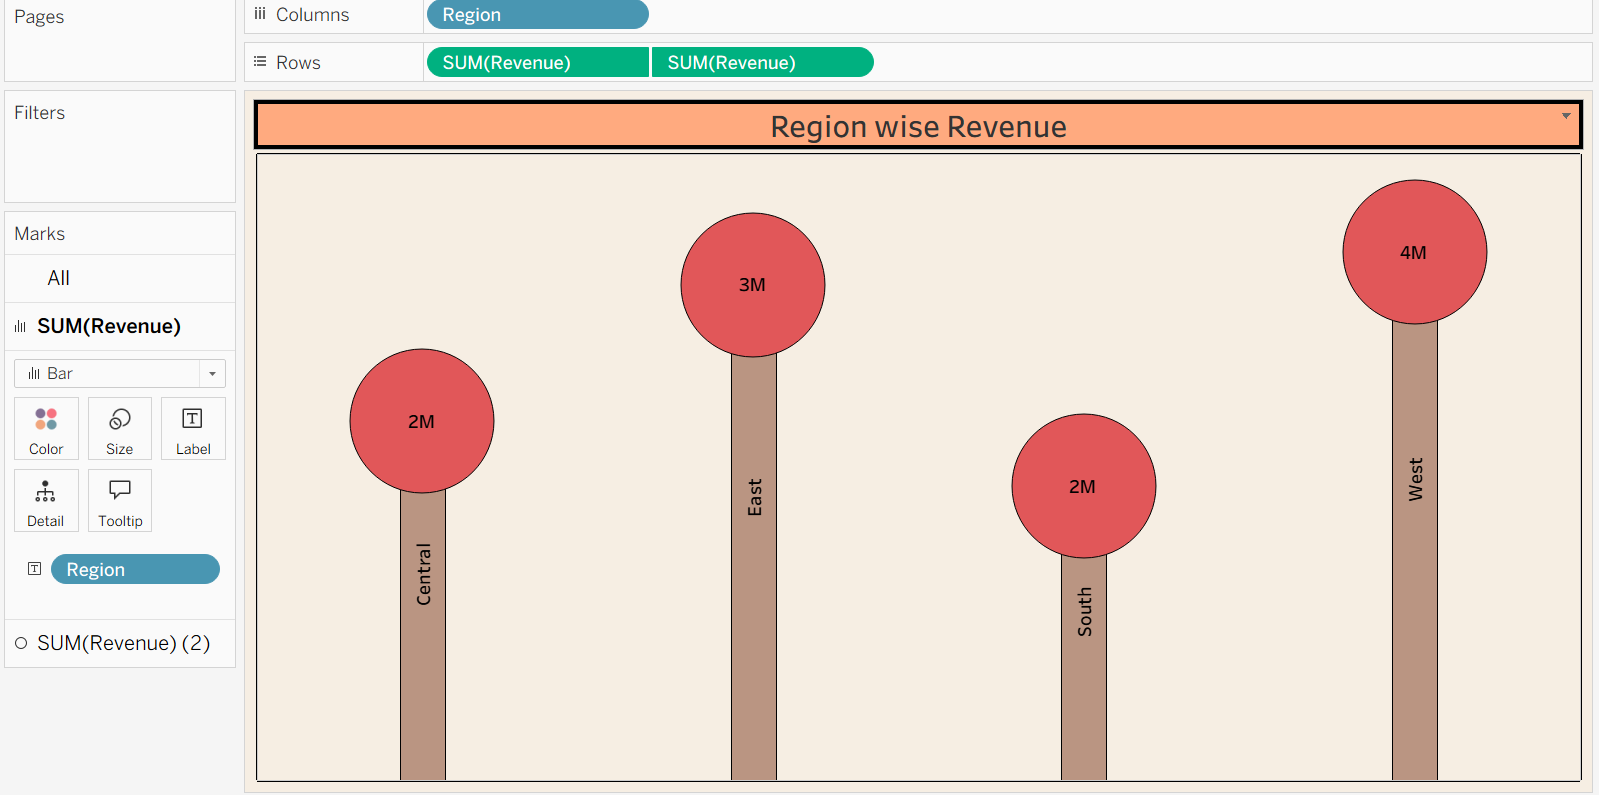 Pages
Columns
Region
Rows
SUM(Revenue)
SUM(Revenue)
Filters
Region wise Revenue
Marks
All
SUM(Revenue)
Bar
Color
Size
Label
Detail
Tooltip
Region
SUM(Revenue) (2)
2M
Central
3M
East
2M
South
4M
West